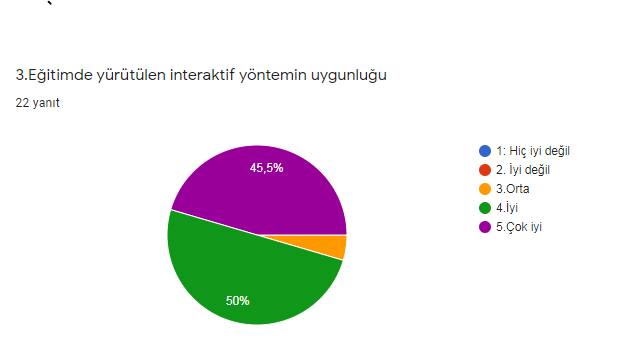 3.Eğitimde yürütülen interaktif yöntemin uygunluğu
22 yanıt
45,5%
50%
1: Hiç iyi değil
2. İyi değil
3.Orta
4.İyi
5.Çok iyi